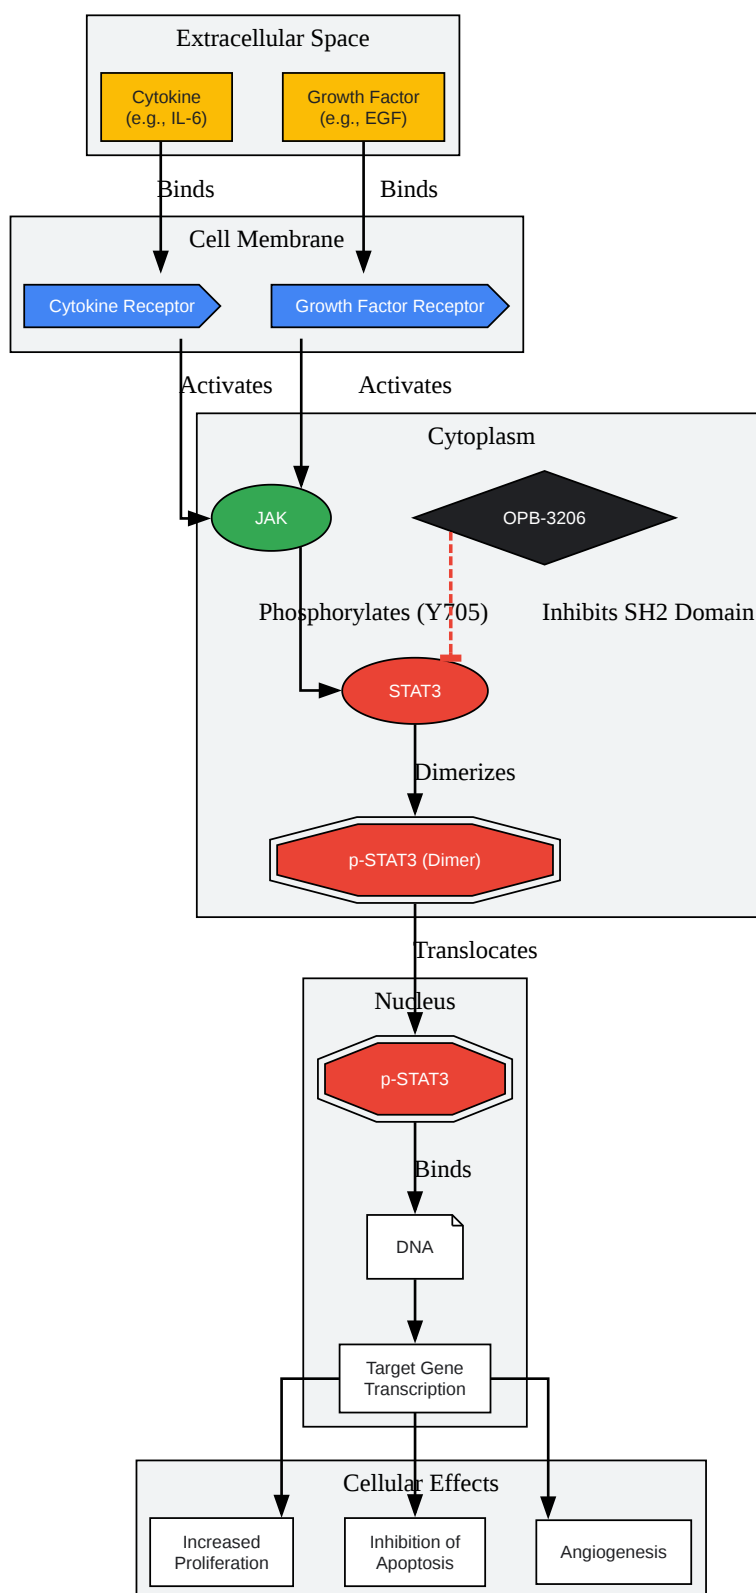 Extracellular Space
Cytokine
(e.g., IL-6)
Growth Factor
(e.g., EGF)
Binds
Binds
Cell Membrane
Cytokine Receptor
Growth Factor Receptor
Activates
Activates
Cytoplasm
JAK
OPB-3206
Phosphorylates (Y705)
Inhibits SH2 Domain
STAT3
Dimerizes
p-STAT3 (Dimer)
Translocates
Nucleus
p-STAT3
Binds
DNA
Target Gene
Transcription
Cellular Effects
Increased
Proliferation
Inhibition of
Apoptosis
Angiogenesis